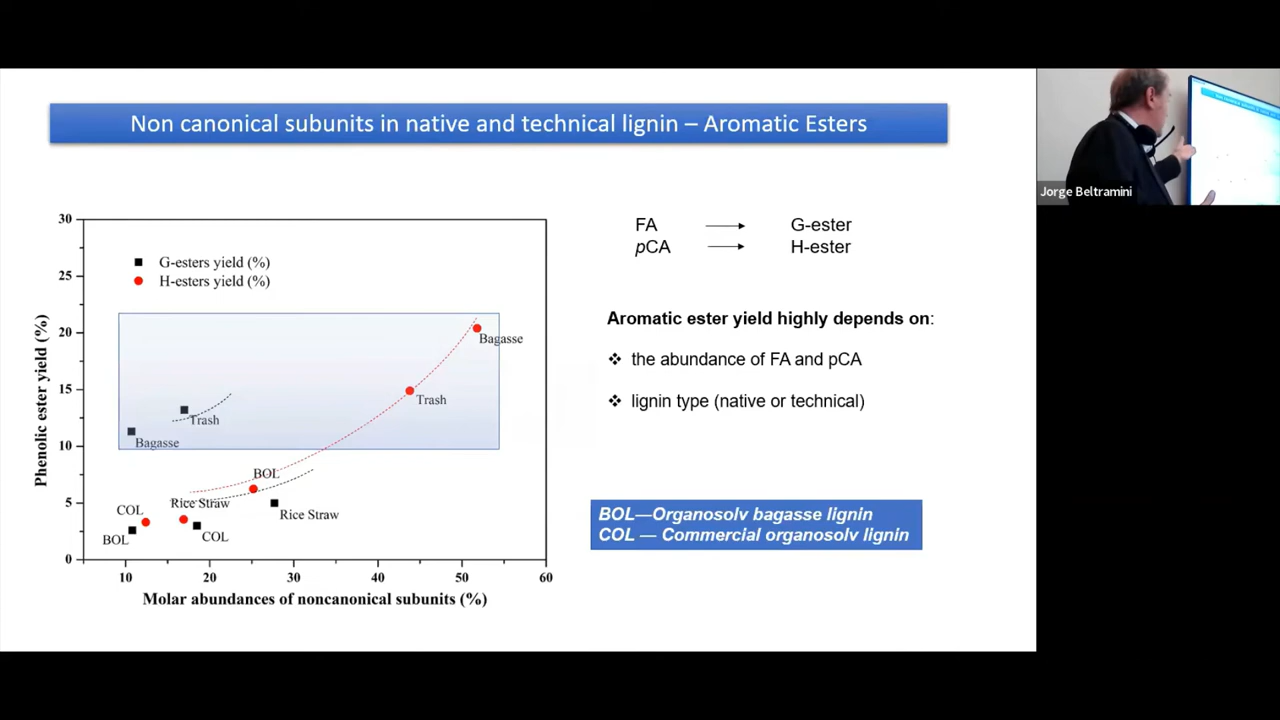 Non canonical subunits in native and technical lignin – Aromatic Esters
Jorge Beltramini
30
25
20
15
10
5
0
Phenolic ester yield (%)
G-esters yield (%)
H-esters yield (%)
Bagasse
Trash
Trash
Bagasse
BOL
Rice Straw
COL
Rice Straw
COL
BOL
10
20
30
40
50
60
Molar abundances of noncanonical subunits (%)
FA → G-ester
pCA → H-ester
Aromatic ester yield highly depends on:
❖ the abundance of FA and pCA
❖ lignin type (native or technical)
BOL—Organosolv bagasse lignin
COL — Commercial organosolv lignin